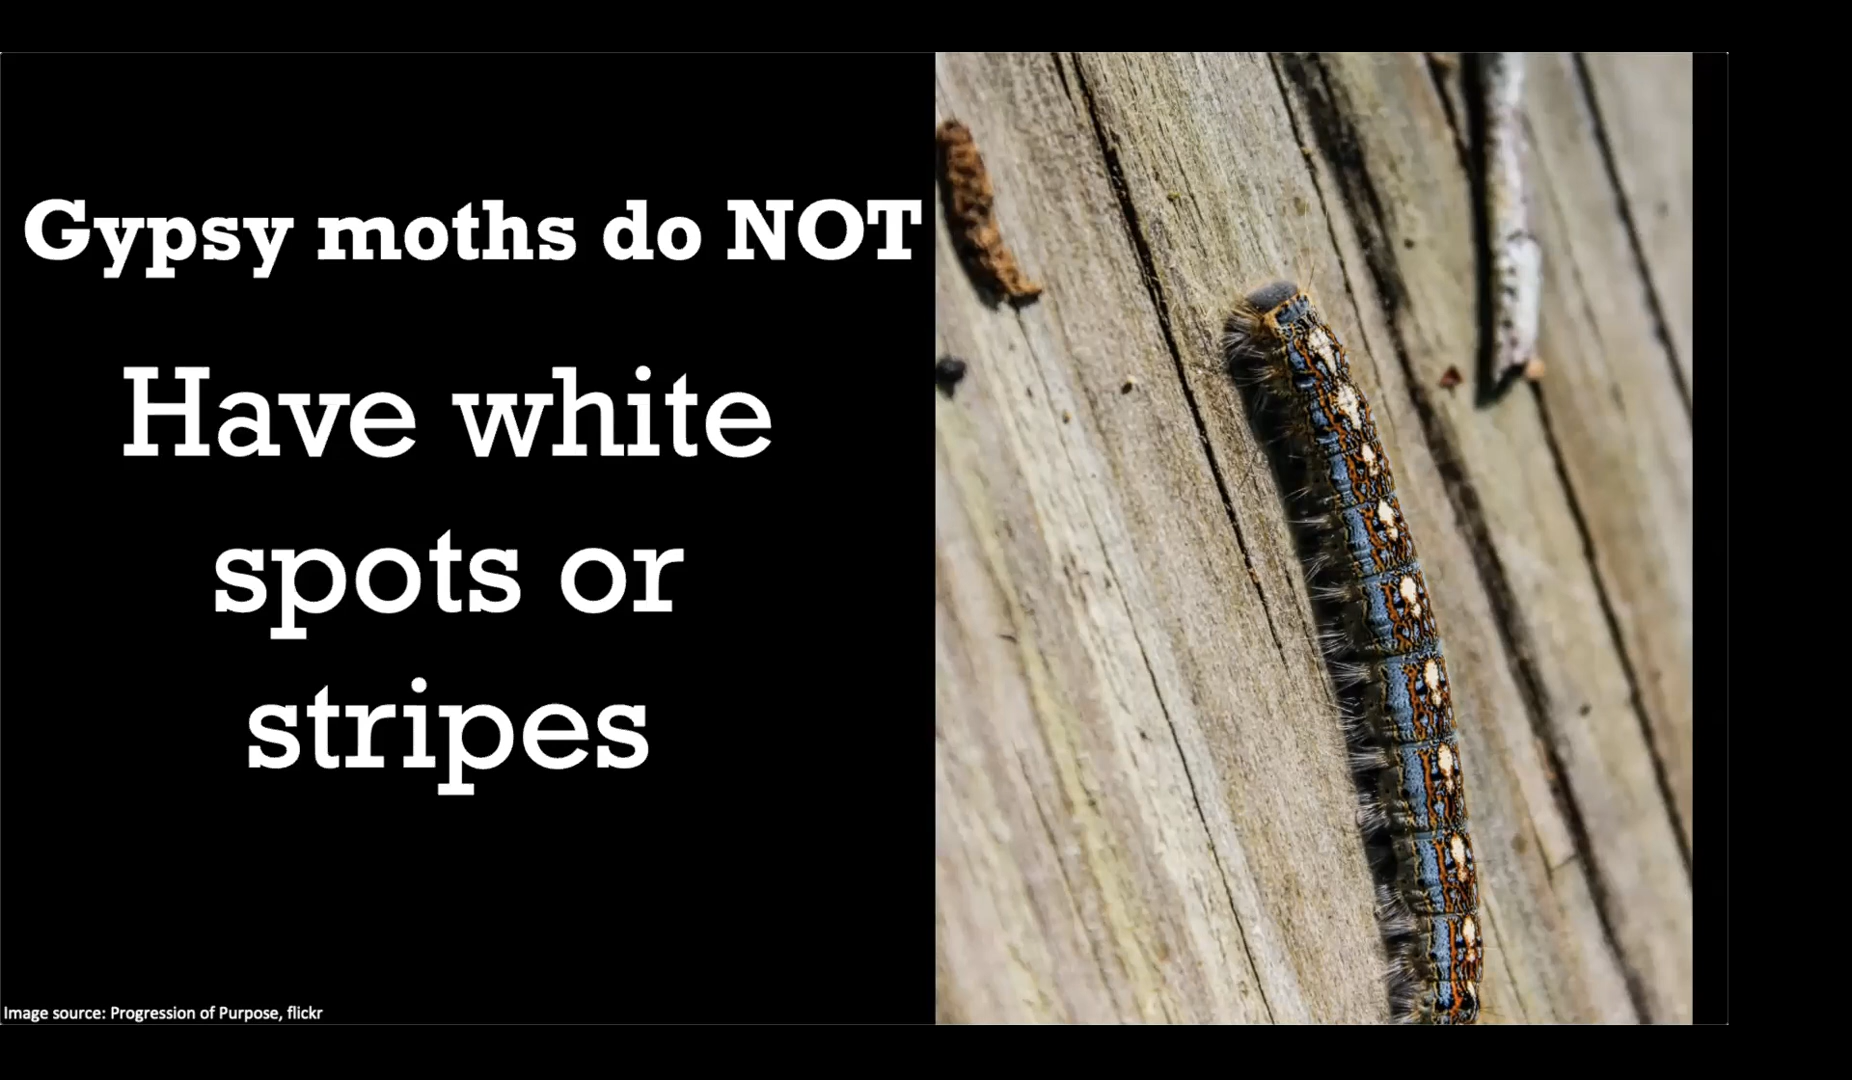 Gypsy moths do NOT
Have white
spots or
stripes
Image source: Progression of Purpose, flickr